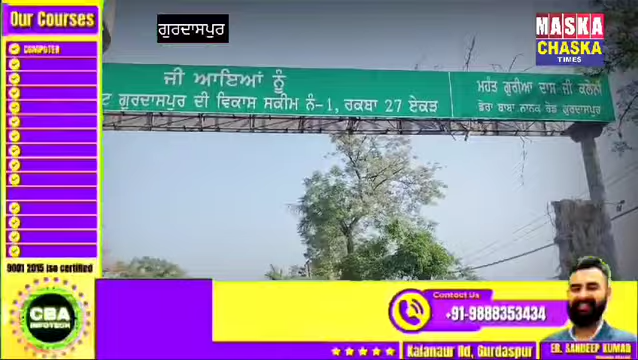 Our Courses
COMPUTER
9001 2015 iso certified
CBA
INFOTECH
ਗੁਰਦਾਸਪੁਰ
MASKA
CHASKA
TIMES
ਜੀ ਆਇਆਂ ਨੂੰ
ਟ ਗੁਰਦਾਸਪੁਰ ਦੀ ਵਿਕਾਸ ਸਕੀਮ ਨੰ-1, ਰਕਬਾ 27 ਏਕੜ
ਮਹੰਤ ਗੁਰੀਆ ਦਾਸ ਜੀ ਕਲੋਨੀ
ਡੇਰਾ ਬਾਬਾ ਨਾਨਕ ਰੋਡ ਗੁਰਦਾਸਪੁਰ
Contact Us
+91-9888353434
Kalanaur Rd, Gurdaspur
ER. SANDEEP KUMAR